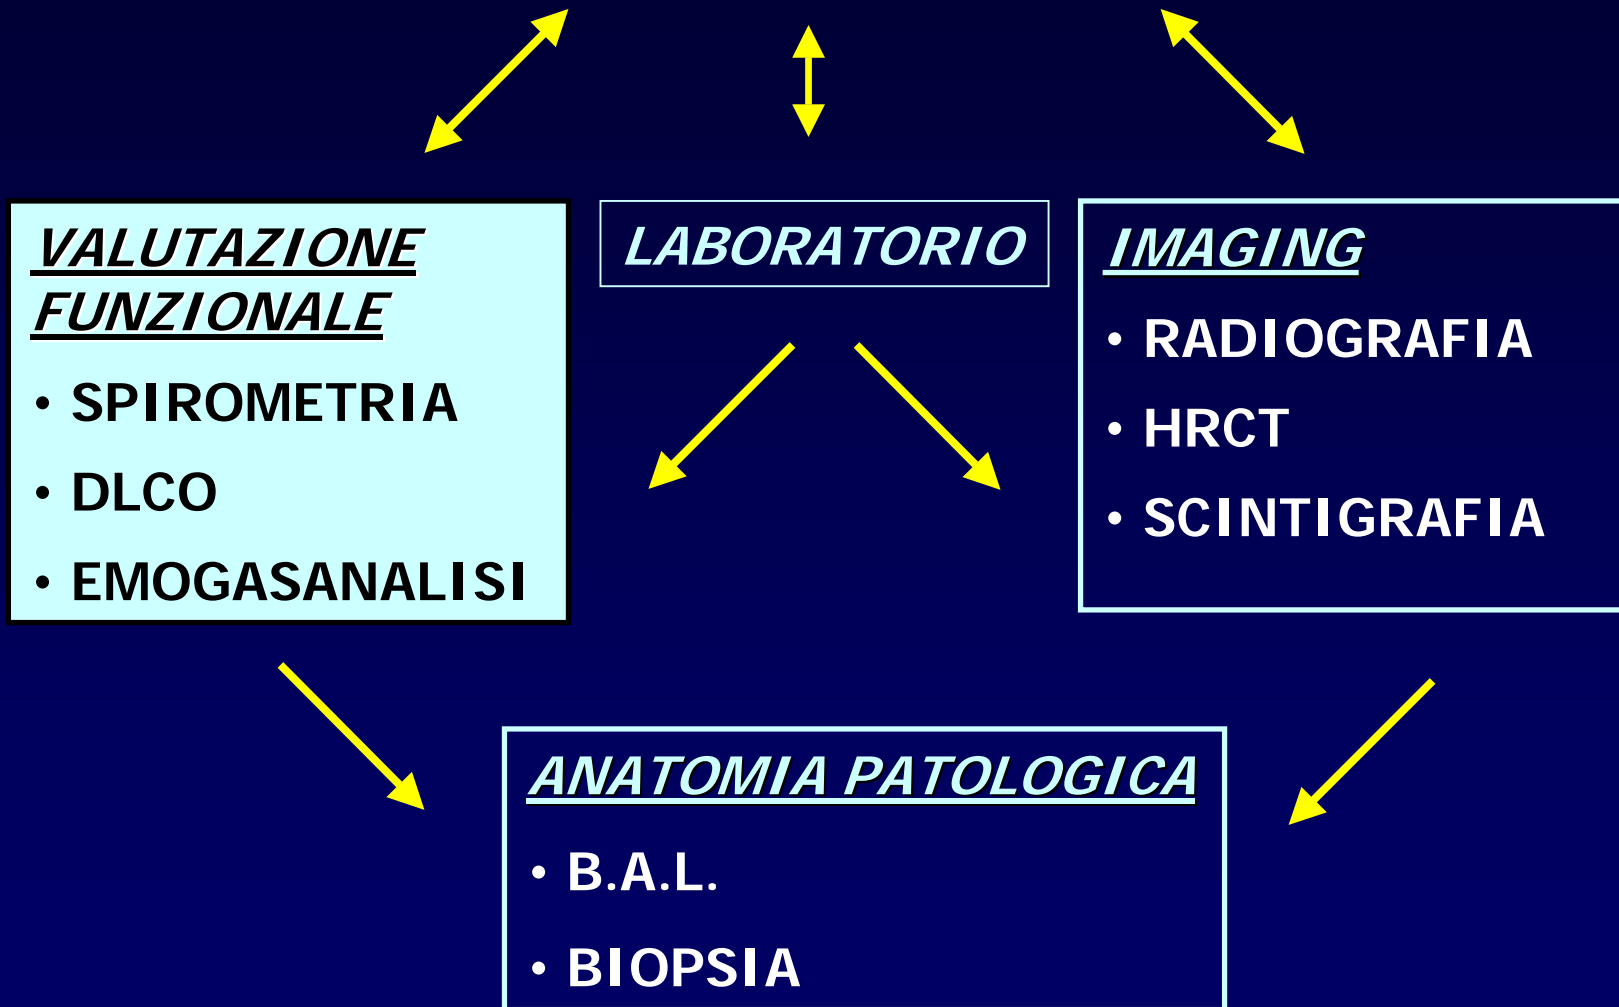 VALUTAZIONE
FUNZIONALE
• SPIROMETRIA
• DLCO
• EMOGASANALISI
LABORATORIO
IMAGING
• RADIOGRAFIA
• HRCT
• SCINTIGRAFIA
ANATOMIA PATOLOGICA
• B.A.L.
• BIOPSIA